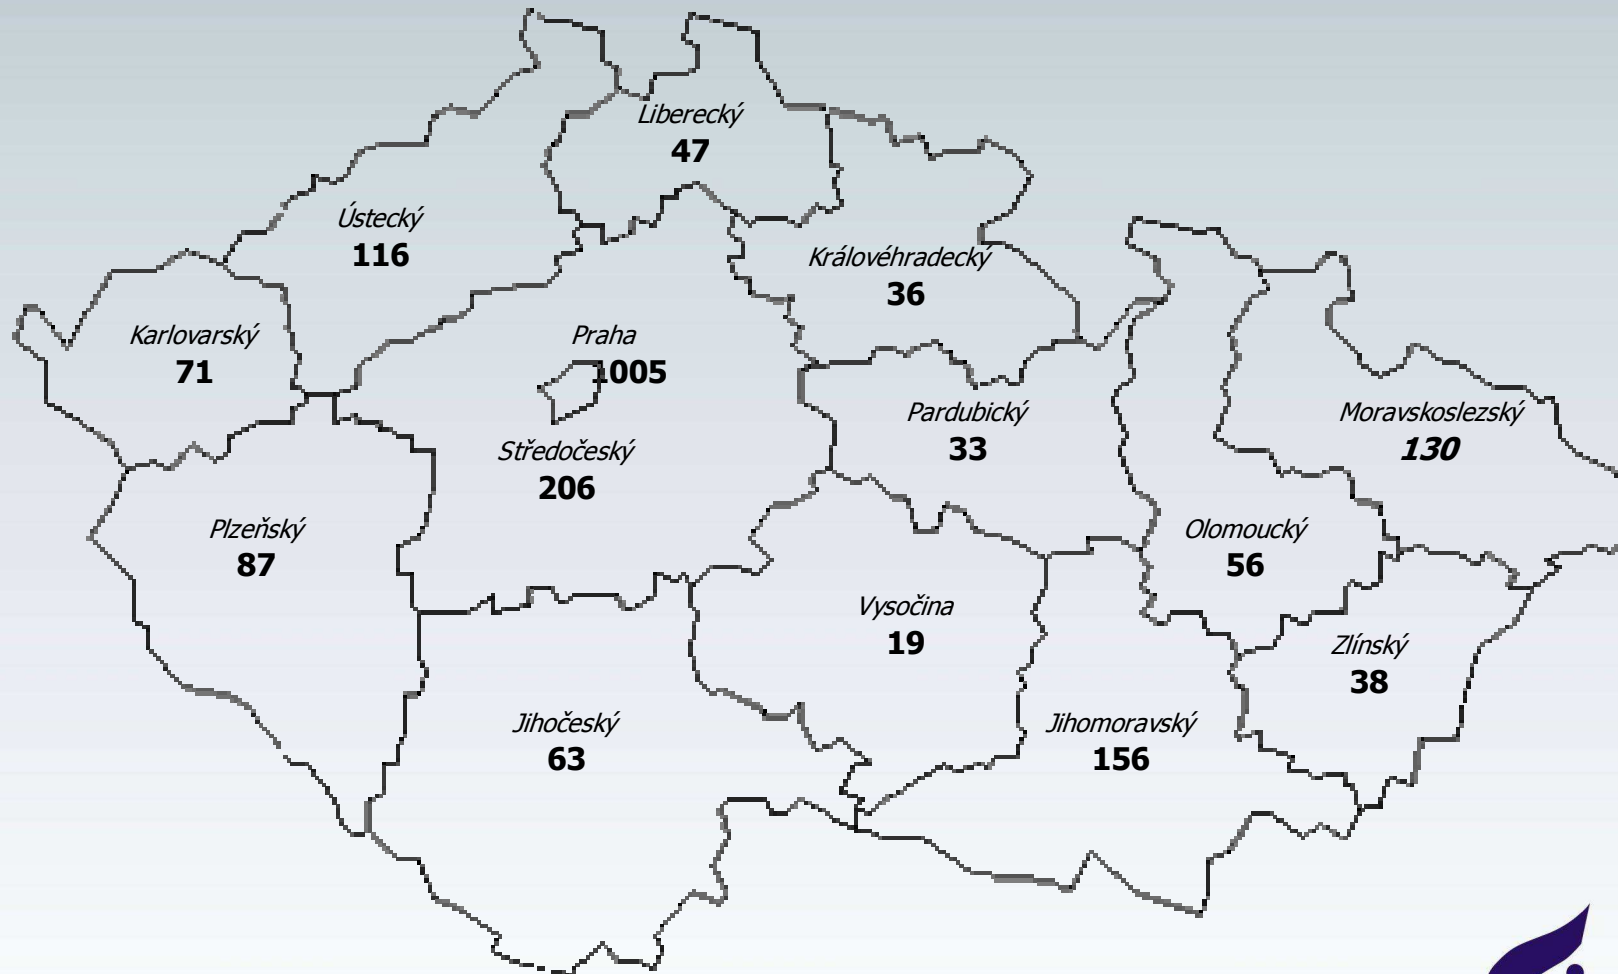 Liberecký
47
Ústecký
116
Královéhradecký
36
Karlovarský
71
Praha
1005
Pardubický
33
Moravskoslezský
130
Středočeský
206
Plzeňský
87
Olomoucký
56
Vysočina
19
Zlínský
38
Jihočeský
63
Jihomoravský
156